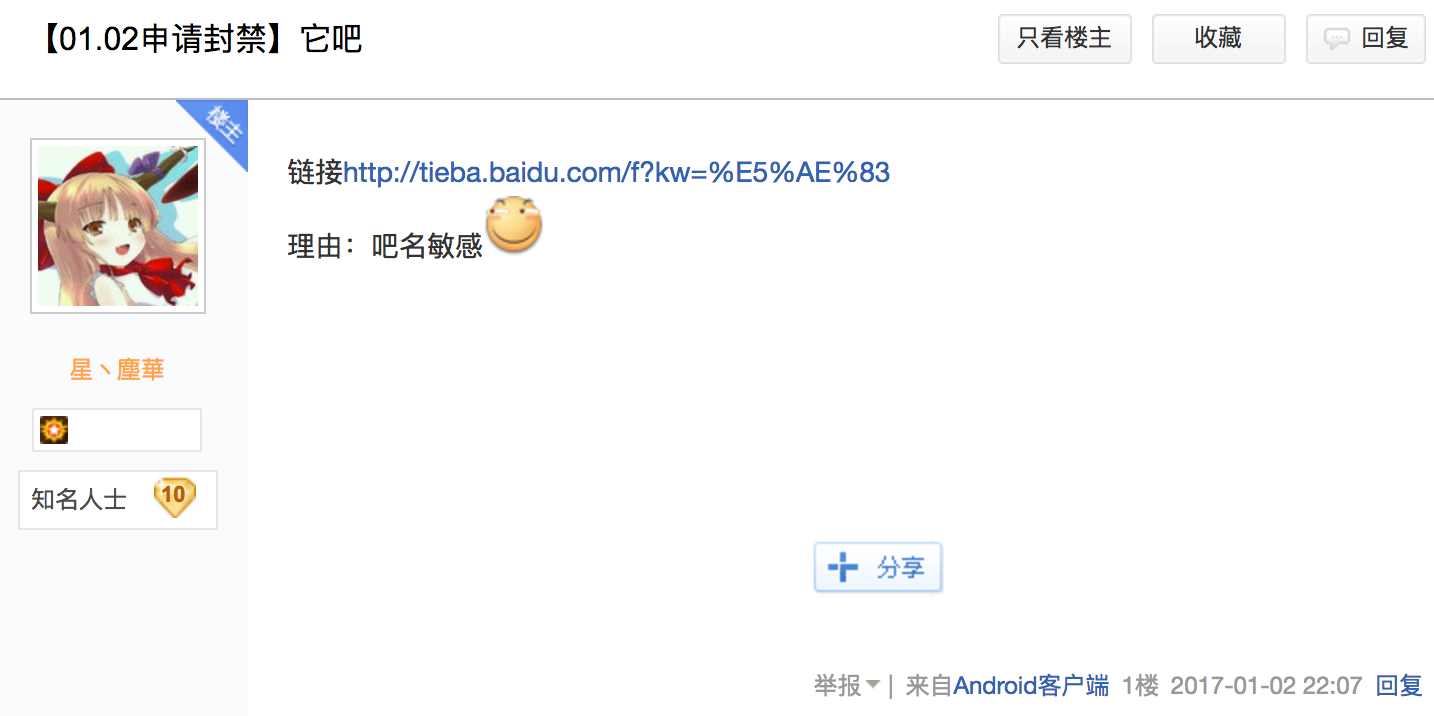 【01.02申请封禁】它吧
只看楼主
收藏
回复
楼主
链接http://tieba.baidu.com/f?kw=%E5%AE%83
理由：吧名敏感
星丶塵華
知名人士 10
分享
举报 | 来自Android客户端 1楼 2017-01-02 22:07 回复